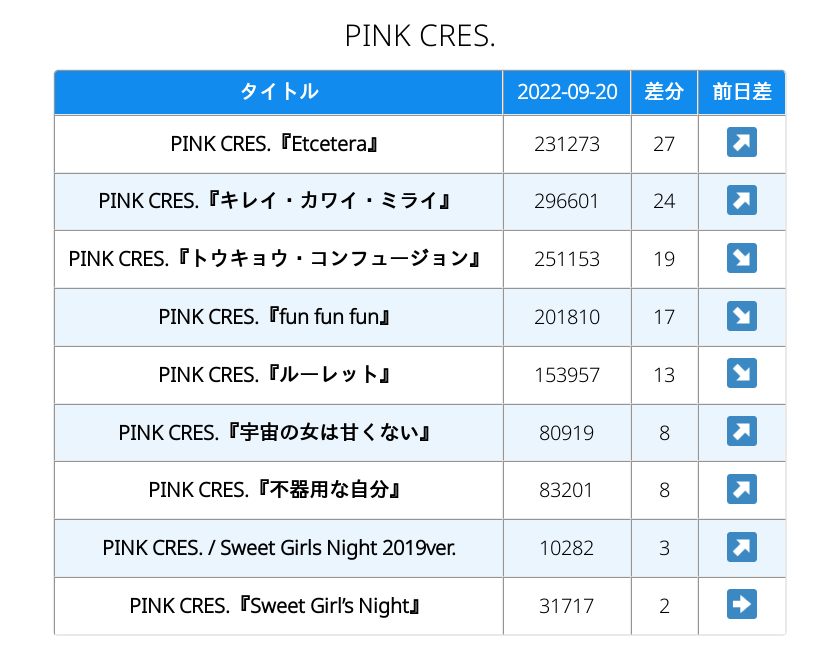 PINK CRES.
タイトル 2022-09-20 差分 前日差
PINK CRES.『Etcetera』 231273 27 ↗
PINK CRES.『キレイ・カワイ・ミライ』 296601 24 ↗
PINK CRES.『トウキョウ・コンフュージョン』 251153 19 ↘
PINK CRES.『fun fun fun』 201810 17 ↘
PINK CRES.『ルーレット』 153957 13 ↘
PINK CRES.『宇宙の女は甘くない』 80919 8 ↗
PINK CRES.『不器用な自分』 83201 8 ↗
PINK CRES. / Sweet Girls Night 2019ver. 10282 3 ↗
PINK CRES.『Sweet Girl’s Night』 31717 2 →